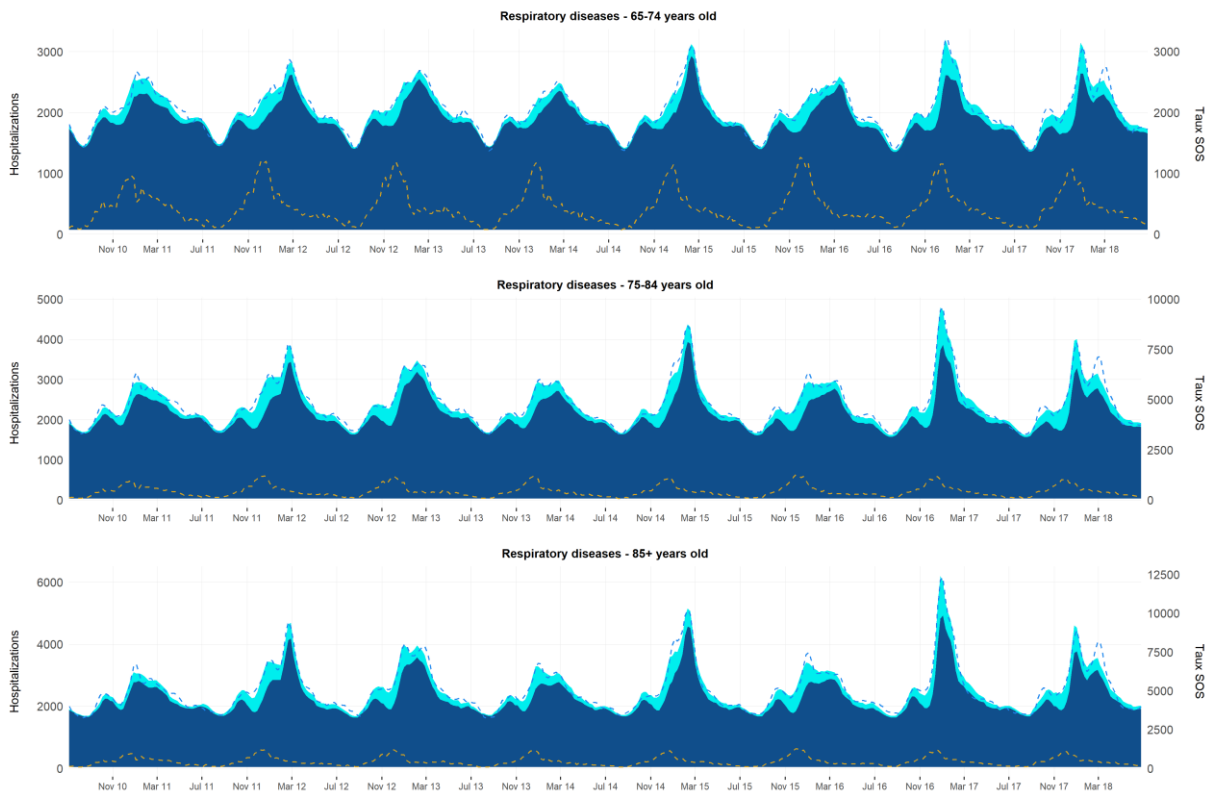 Respiratory diseases - 65-74 years old
3000 3000
2000 2000
1000 1000
0 0
Hospitalizations
Taux SOS
Nov 10 Mar 11 Jul 11 Nov 11 Mar 12 Jul 12 Nov 12 Mar 13 Jul 13 Nov 13 Mar 14 Jul 14 Nov 14 Mar 15 Jul 15 Nov 15 Mar 16 Jul 16 Nov 16 Mar 17 Jul 17 Nov 17 Mar 18
Respiratory diseases - 75-84 years old
5000 10000
4000 7500
3000 5000
2000 2500
1000
0 0
Hospitalizations
Taux SOS
Nov 10 Mar 11 Jul 11 Nov 11 Mar 12 Jul 12 Nov 12 Mar 13 Jul 13 Nov 13 Mar 14 Jul 14 Nov 14 Mar 15 Jul 15 Nov 15 Mar 16 Jul 16 Nov 16 Mar 17 Jul 17 Nov 17 Mar 18
Respiratory diseases - 85+ years old
6000 12500
4000 10000
2000 7500
0 5000
2500
0
Hospitalizations
Taux SOS
Nov 10 Mar 11 Jul 11 Nov 11 Mar 12 Jul 12 Nov 12 Mar 13 Jul 13 Nov 13 Mar 14 Jul 14 Nov 14 Mar 15 Jul 15 Nov 15 Mar 16 Jul 16 Nov 16 Mar 17 Jul 17 Nov 17 Mar 18